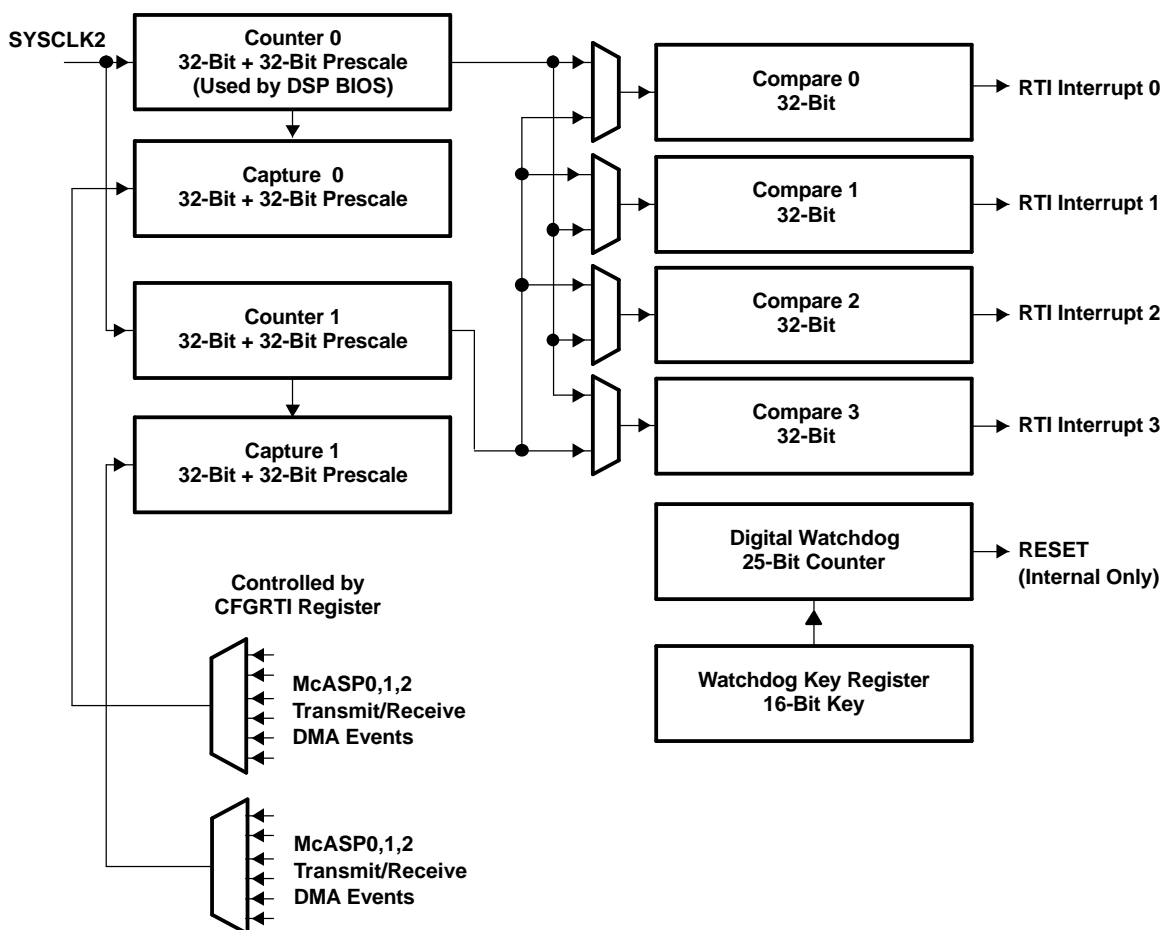 SYSCLK2
Counter 0
32-Bit + 32-Bit Prescale
(Used by DSP BIOS)
Capture 0
32-Bit + 32-Bit Prescale
Counter 1
32-Bit + 32-Bit Prescale
Capture 1
32-Bit + 32-Bit Prescale
Compare 0
32-Bit
RTI Interrupt 0
Compare 1
32-Bit
RTI Interrupt 1
Compare 2
32-Bit
RTI Interrupt 2
Compare 3
32-Bit
RTI Interrupt 3
Digital Watchdog
25-Bit Counter
RESET
(Internal Only)
Watchdog Key Register
16-Bit Key
Controlled by
CFGRTI Register
McASP0,1,2
Transmit/Receive
DMA Events
McASP0,1,2
Transmit/Receive
DMA Events